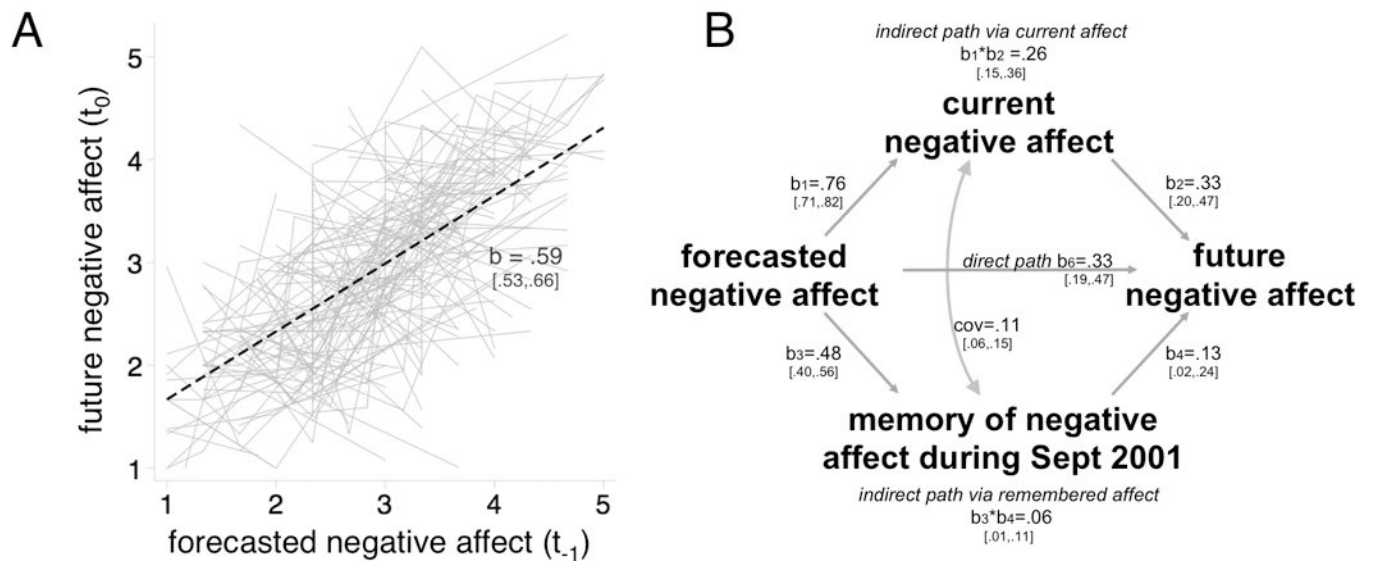 A
future negative affect (t0)
5
4
3
2
1
b = .59
[.53,.66]
1 2 3 4 5
forecasted negative affect (t-1)
B
indirect path via current affect
b1*b2 =.26
[.15,.36]
current
negative affect
b1=.76
[.71,.82]
b2=.33
[.20,.47]
forecasted
negative affect
direct path b6=.33
[.19,.47]
future
negative affect
cov=.11
[.06,.15]
b3=.48
[.40,.56]
b4=.13
[.02,.24]
memory of negative
affect during Sept 2001
indirect path via remembered affect
b3*b4=.06
[.01,.11]